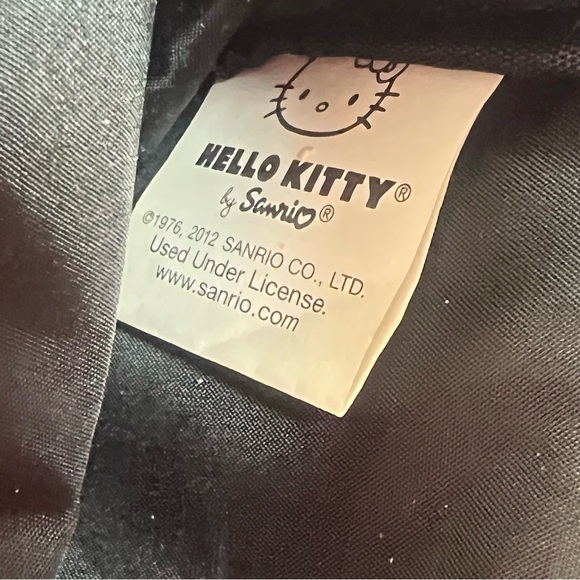 HELLO KITTY®
by Sanrio®
©1976, 2012 SANRIO CO., LTD.
Used Under License.
www.sanrio.com